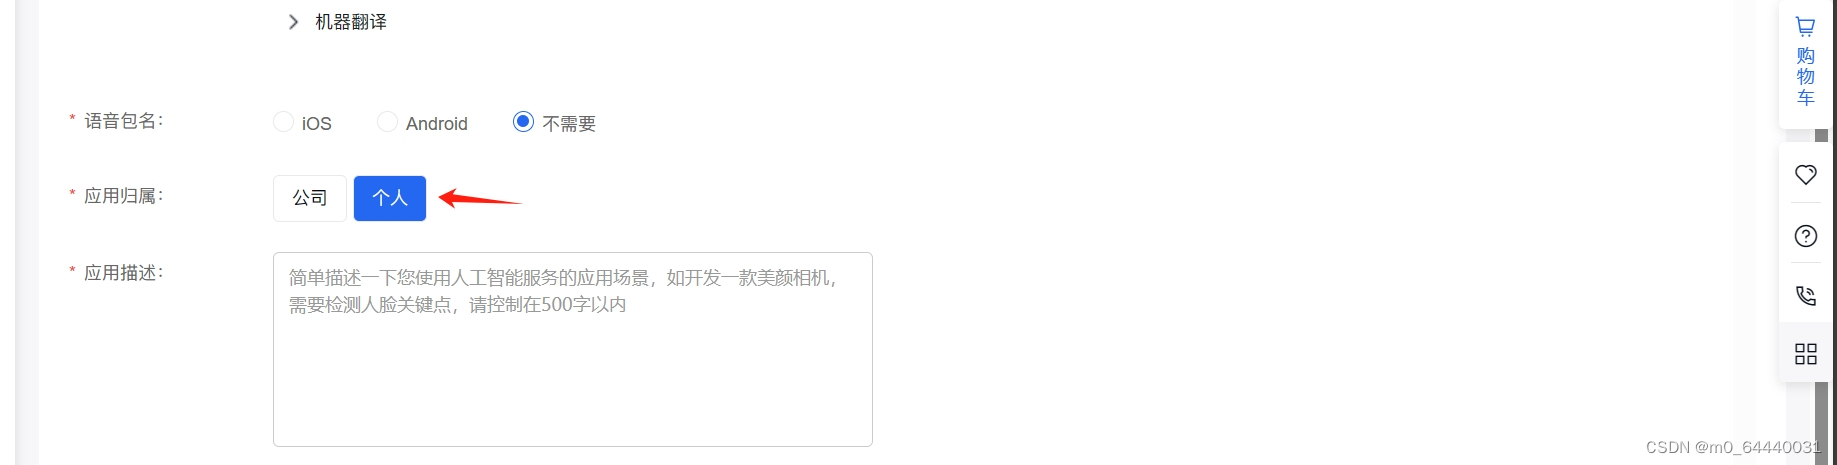 机器翻译
* 语音包名:
iOS
Android
不需要
* 应用归属:
公司
个人
* 应用描述:
简单描述一下您使用人工智能服务的应用场景，如开发一款美颜相机，
需要检测人脸关键点，请控制在500字以内
购
物
车
CSDN @m0_64440031